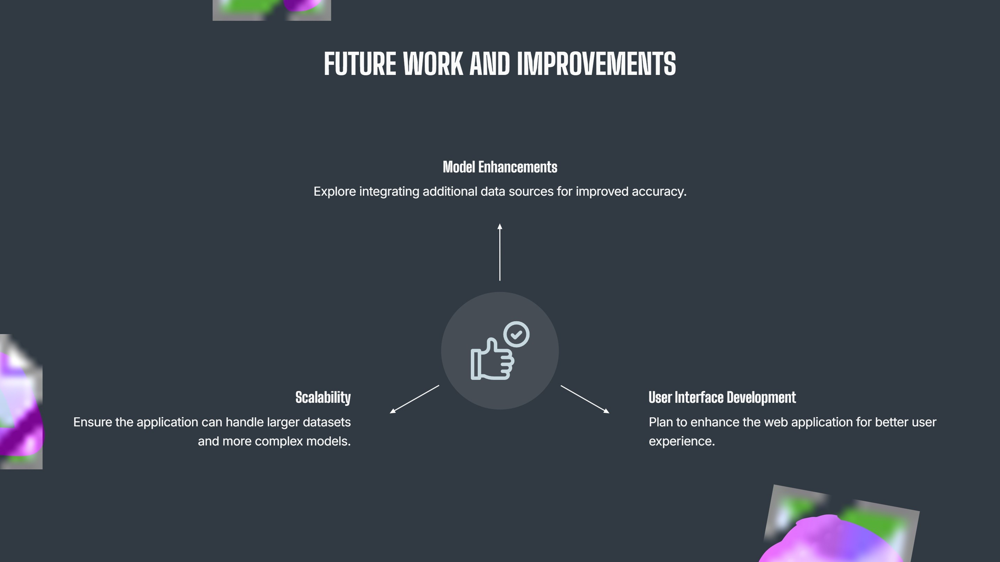 FUTURE WORK AND IMPROVEMENTS
Model Enhancements
Explore integrating additional data sources for improved accuracy.
Scalability
Ensure the application can handle larger datasets
and more complex models.
User Interface Development
Plan to enhance the web application for better user
experience.